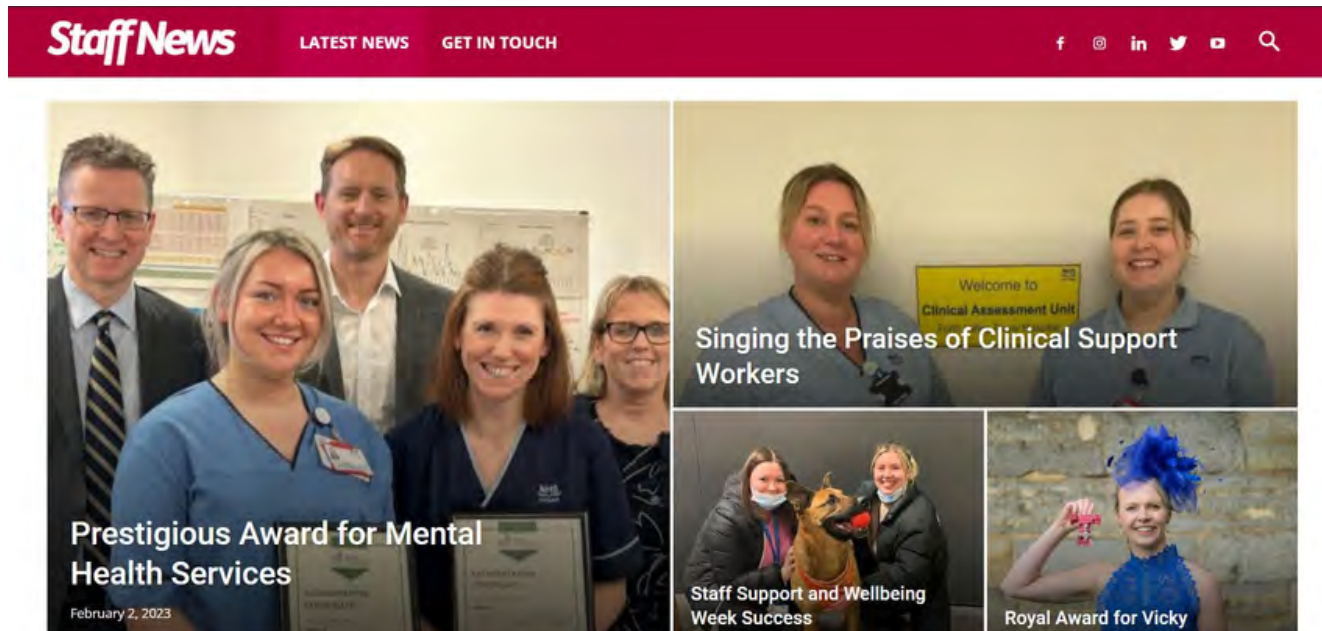 Staff News
LATEST NEWS
GET IN TOUCH
f
in
Welcome to
Clinical Assessment Unit
Singing the Praises of Clinical Support
Workers
Prestigious Award for Mental
Health Services
February 2, 2023
Staff Support and Wellbeing
Week Success
Royal Award for Vicky